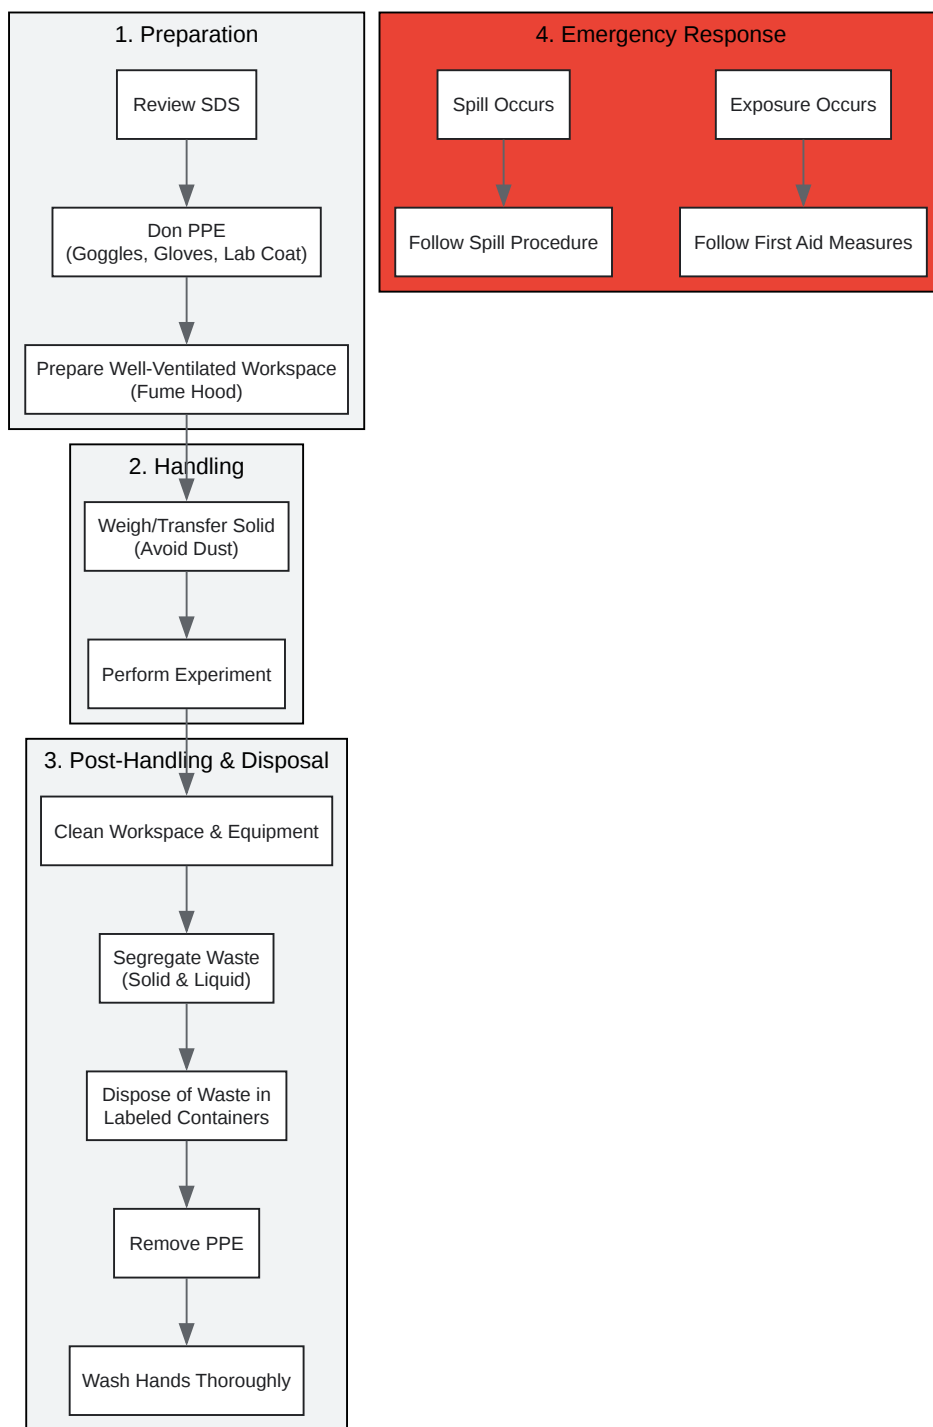 1. Preparation
Review SDS
Don PPE
(Goggles, Gloves, Lab Coat)
Prepare Well-Ventilated Workspace
(Fume Hood)
2. Handling
Weigh/Transfer Solid
(Avoid Dust)
Perform Experiment
3. Post-Handling & Disposal
Clean Workspace & Equipment
Segregate Waste
(Solid & Liquid)
Dispose of Waste in
Labeled Containers
Remove PPE
Wash Hands Thoroughly
4. Emergency Response
Spill Occurs
Follow Spill Procedure
Exposure Occurs
Follow First Aid Measures